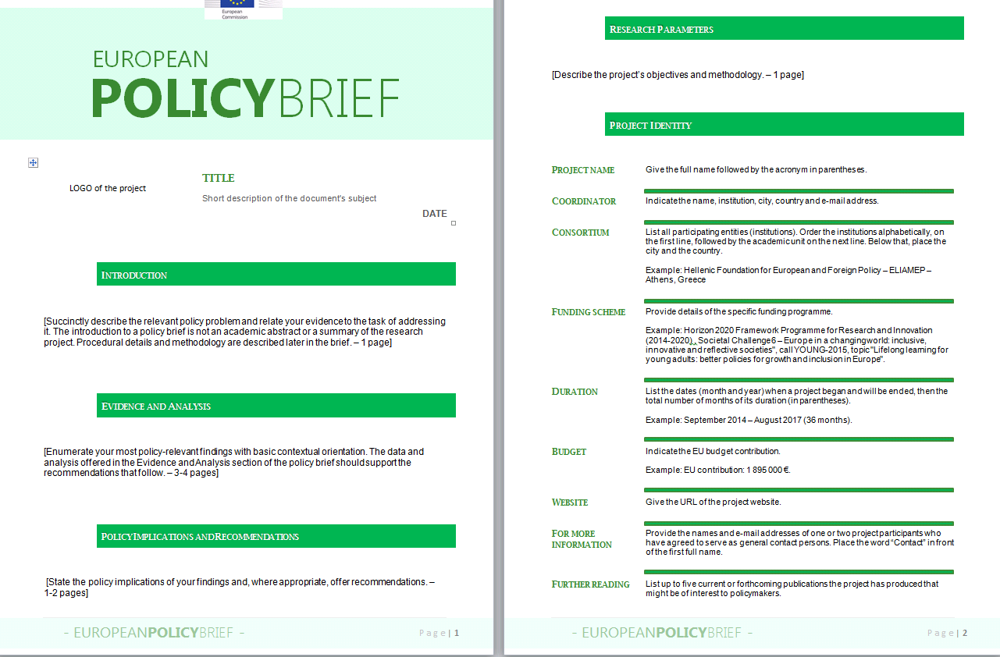 European
Commission
EUROPEAN
POLICYBRIEF
LOGO of the project
TITLE
Short description of the document's subject
DATE
INTRODUCTION
[Succinctly describe the relevant policy problem and relate your evidence to the task of addressing
it. The introduction to a policy brief is not an academic abstract or a summary of the research
project. Procedural details and methodology are described later in the brief. – 1 page]
EVIDENCE AND ANALYSIS
[Enumerate your most policy-relevant findings with basic contextual orientation. The data and
analysis offered in the Evidence and Analysis section of the policy brief should support the
recommendations that follow. – 3-4 pages]
POLICY IMPLICATIONS AND RECOMMENDATIONS
[State the policy implications of your findings and, where appropriate, offer recommendations. –
1-2 pages]
- EUROPEANPOLICYBRIEF -
Page | 1
RESEARCH PARAMETERS
[Describe the project's objectives and methodology. – 1 page]
PROJECT IDENTITY
PROJECT NAME
Give the full name followed by the acronym in parentheses.
COORDINATOR
Indicate the name, institution, city, country and e-mail address.
CONSORTIUM
List all participating entities (institutions). Order the institutions alphabetically, on
the first line, followed by the academic unit on the next line. Below that, place the
city and the country.
Example: Hellenic Foundation for European and Foreign Policy – ELIAMEP –
Athens, Greece
FUNDING SCHEME
Provide details of the specific funding programme.
Example: Horizon 2020 Framework Programme for Research and Innovation
(2014-2020), , Societal Challenge 6 – Europe in a changing world: inclusive,
innovative and reflective societies", call YOUNG-2015, topic "Lifelong learning for
young adults: better policies for growth and inclusion in Europe".
DURATION
List the dates (month and year) when a project began and will be ended, then the
total number of months of its duration (in parentheses).
Example: September 2014 – August 2017 (36 months).
BUDGET
Indicate the EU budget contribution.
Example: EU contribution: 1 895 000 €.
WEBSITE
Give the URL of the project website.
FOR MORE
INFORMATION
Provide the names and e-mail addresses of one or two project participants who
have agreed to serve as general contact persons. Place the word “Contact” in front
of the first full name.
FURTHER READING
List up to five current or forthcoming publications the project has produced that
might be of interest to policymakers.
- EUROPEANPOLICYBRIEF -
Page | 2